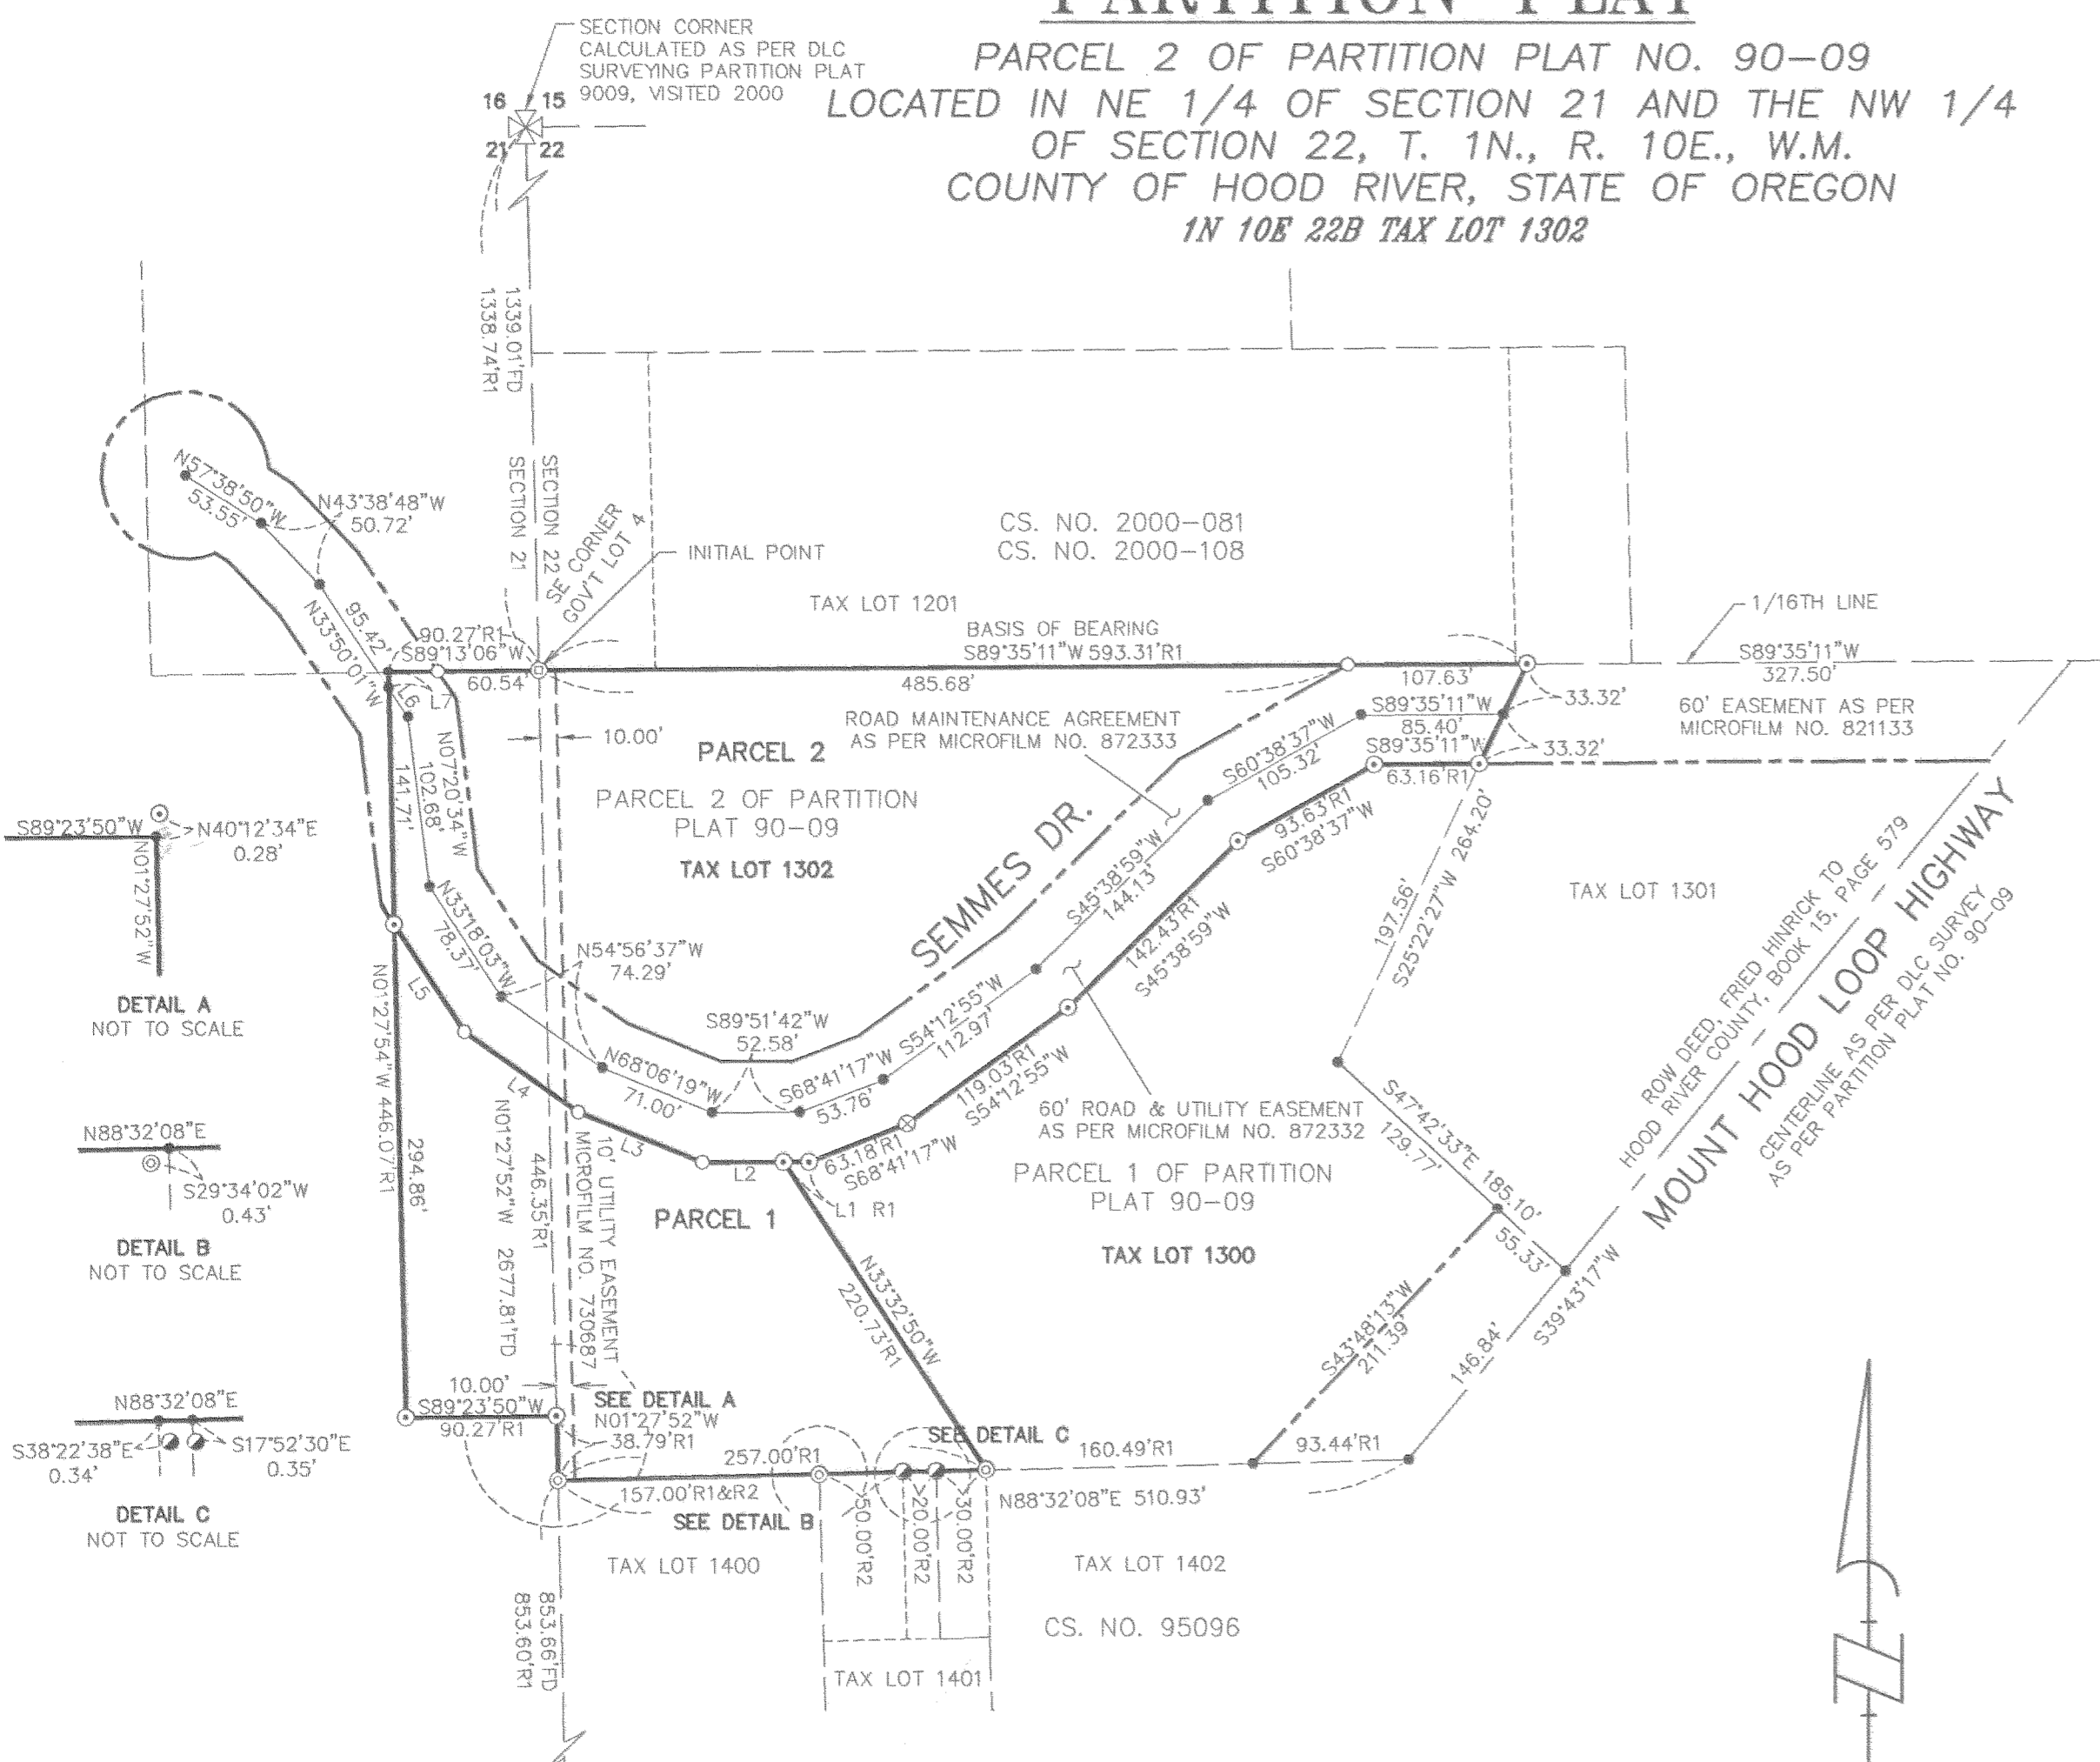 PARTITION PLAT
PARCEL 2 OF PARTITION PLAT NO. 90-09
LOCATED IN NE 1/4 OF SECTION 21 AND THE NW 1/4
OF SECTION 22, T. 1N., R. 10E., W.M.
COUNTY OF HOOD RIVER, STATE OF OREGON
1N 10E 22B TAX LOT 1302
SECTION CORNER
CALCULATED AS PER DLC
SURVEYING PARTITION PLAT
9009, VISITED 2000
16 15
21 22
1339.01'FD
1338.74'R1
SECTION 22
SECTION 21
SE CORNER
GOV'T LOT 4
INITIAL POINT
CS. NO. 2000-081
CS. NO. 2000-108
TAX LOT 1201
BASIS OF BEARING
S89°35'11"W 593.31'R1
485.68'
107.63'
1/16TH LINE
S89°35'11"W
327.50'
N57°38'50"W
53.55'
N43°38'48"W
50.72'
95.42'
N33°50'01"W
90.27'R1
S89°13'06"W
60.54'
L6
L7
10.00'
PARCEL 2
PARCEL 2 OF PARTITION
PLAT 90-09
TAX LOT 1302
ROAD MAINTENANCE AGREEMENT
AS PER MICROFILM NO. 872333
S89°35'11"W
85.40'
33.32'
33.32'
60' EASEMENT AS PER
MICROFILM NO. 821133
S89°35'11"W
63.16'R1
S60°38'37"W
105.32'
93.63'R1
S60°38'37"W
N07°20'34"W
102.68'
141.71'
SEMMES DR.
S45°38'59"W
144.13'
142.43'R1
S45°38'59"W
197.56'
S25°22'27"W 264.20'
TAX LOT 1301
ROW DEED, FRIED HINRICK TO
HOOD RIVER COUNTY, BOOK 15, PAGE 579
MOUNT HOOD LOOP HIGHWAY
CENTERLINE AS PER DLC SURVEY
AS PER PARTITION PLAT NO. 90-09
S89°23'50"W
N40°12'34"E
0.28'
N01°27'52"W
DETAIL A
NOT TO SCALE
N33°18'03"W
78.37'
N54°56'37"W
74.29'
L5
S89°51'42"W
52.58'
N68°06'19"W
71.00'
S68°41'17"W
53.76'
S54°12'55"W
112.97'
119.03'R1
S54°12'55"W
63.18'R1
S68°41'17"W
L4
L3
L2
L1 R1
60' ROAD & UTILITY EASEMENT
AS PER MICROFILM NO. 872332
PARCEL 1 OF PARTITION
PLAT 90-09
TAX LOT 1300
S47°42'33"E 185.10'
129.77'
55.33'
S39°43'17"W
146.84'
S43°48'13"W
211.39'
N88°32'08"E
S29°34'02"W
0.43'
DETAIL B
NOT TO SCALE
N01°27'54"W 446.07'R1
294.86'
N01°27'52"W 2677.81'FD
446.35'R1
10' UTILITY EASEMENT
MICROFILM NO. 730687
PARCEL 1
N33°32'50"W
220.73'R1
N88°32'08"E
S38°22'38"E
0.34'
S17°52'30"E
0.35'
DETAIL C
NOT TO SCALE
10.00'
S89°23'50"W
90.27'R1
SEE DETAIL A
N01°27'52"W
38.79'R1
257.00'R1
157.00'R1&R2
SEE DETAIL B
SEE DETAIL C
160.49'R1
93.44'R1
N88°32'08"E 510.93'
50.00'R2
20.00'R2
30.00'R2
TAX LOT 1400
TAX LOT 1402
CS. NO. 95096
TAX LOT 1401
853.66'FD
853.60'R1